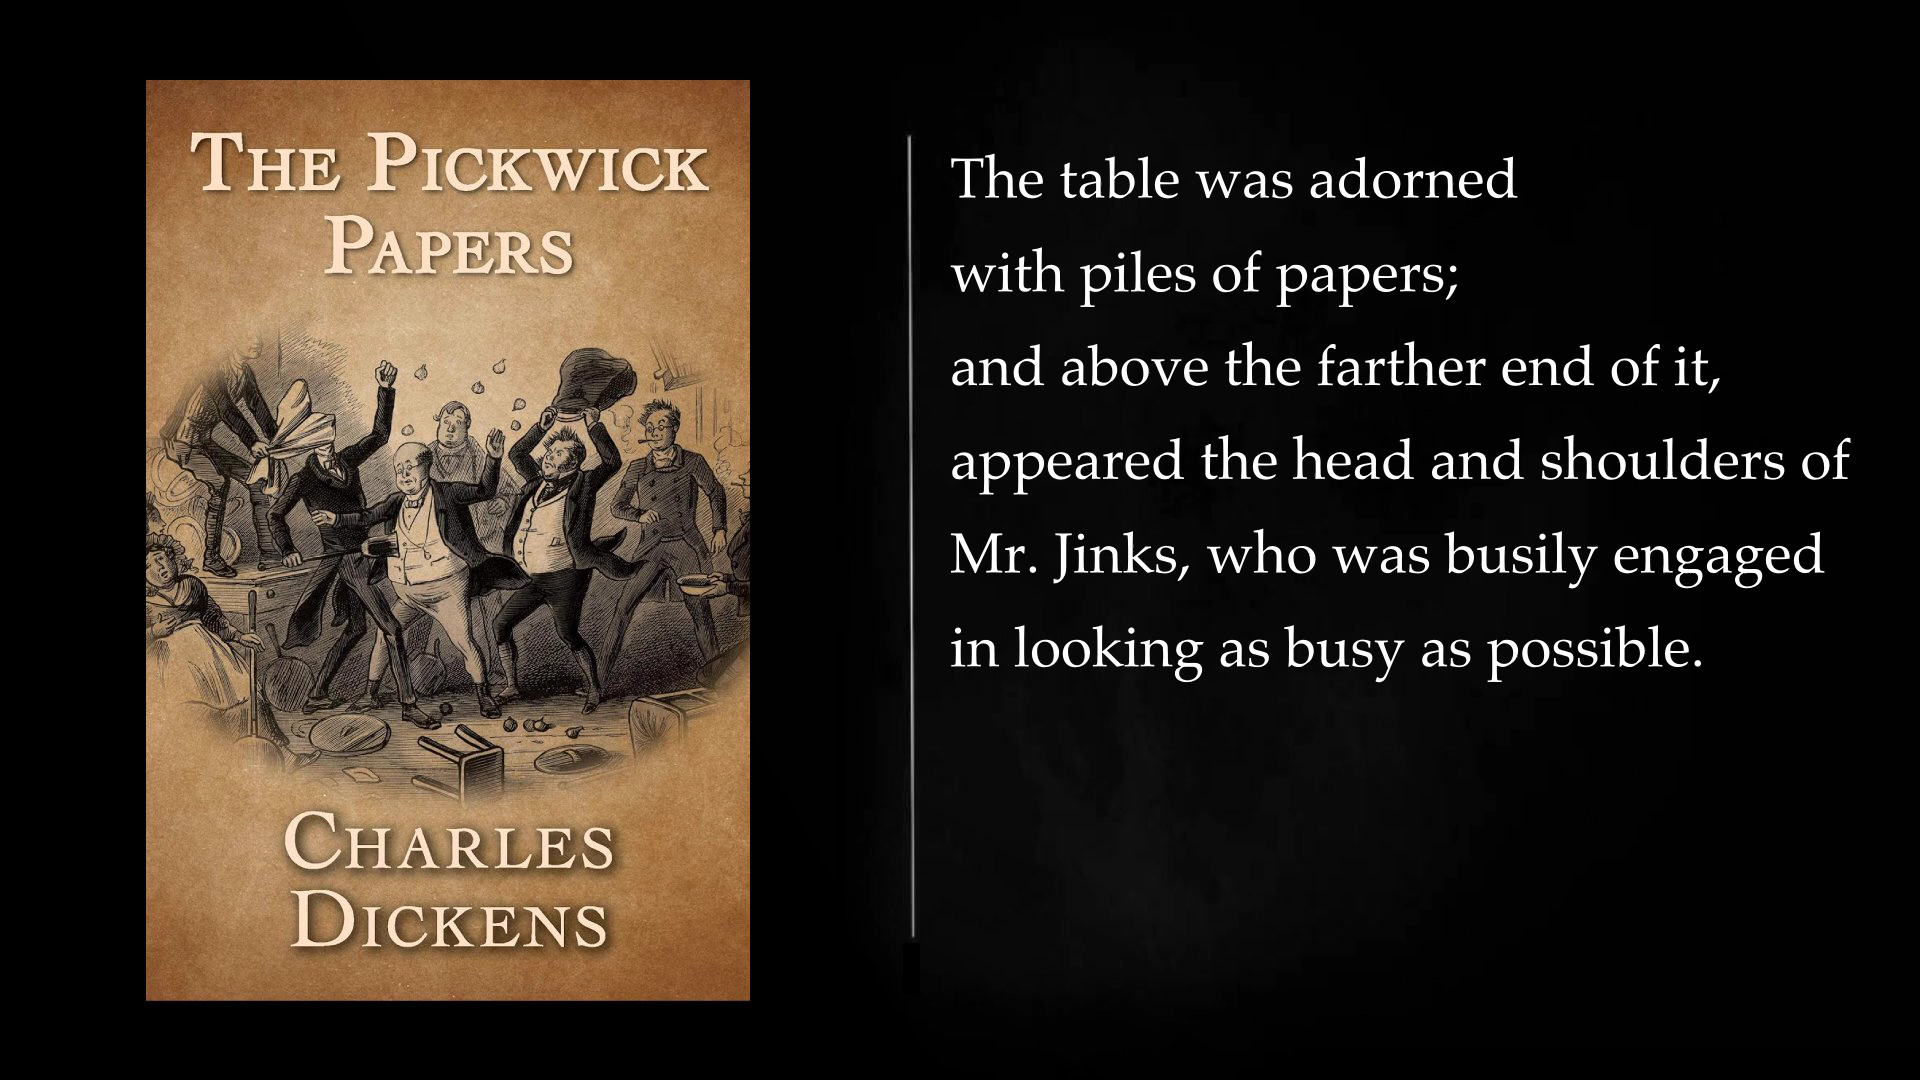 The Pickwick
Papers
Charles
Dickens
The table was adorned
with piles of papers;
and above the farther end of it,
appeared the head and shoulders of
Mr. Jinks, who was busily engaged
in looking as busy as possible.